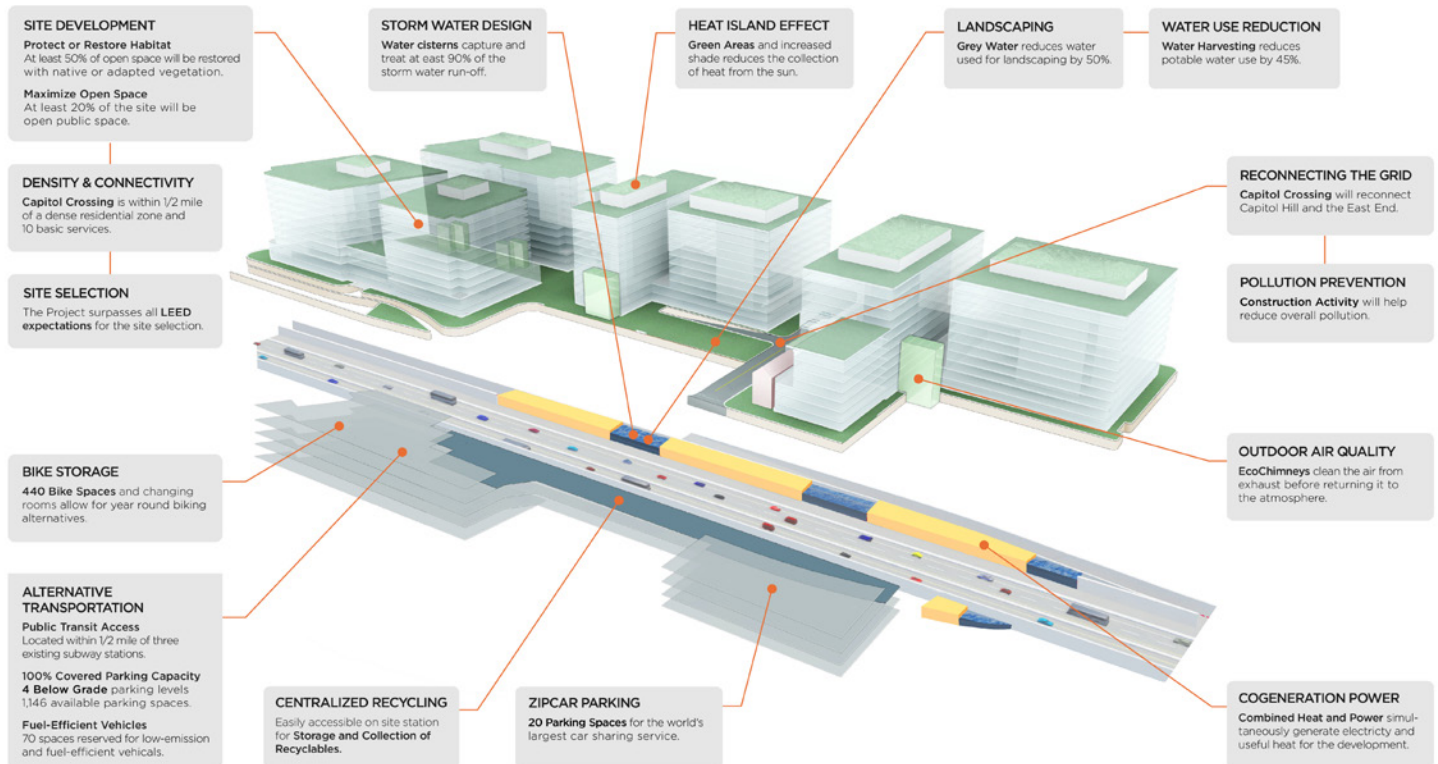 SITE DEVELOPMENT
Protect or Restore Habitat
At least 50% of open space will be restored
with native or adapted vegetation.
Maximize Open Space
At least 20% of the site will be
open public space.
STORM WATER DESIGN
Water cisterns capture and
treat at east 90% of the
storm water run-off.
HEAT ISLAND EFFECT
Green Areas and increased
shade reduces the collection
of heat from the sun.
LANDSCAPING
Grey Water reduces water
used for landscaping by 50%.
WATER USE REDUCTION
Water Harvesting reduces
potable water use by 45%.
DENSITY & CONNECTIVITY
Capitol Crossing is within 1/2 mile
of a dense residential zone and
10 basic services.
RECONNECTING THE GRID
Capitol Crossing will reconnect
Capitol Hill and the East End.
SITE SELECTION
The Project surpasses all LEED
expectations for the site selection.
POLLUTION PREVENTION
Construction Activity will help
reduce overall pollution.
BIKE STORAGE
440 Bike Spaces and changing
rooms allow for year round biking
alternatives.
OUTDOOR AIR QUALITY
EcoChimneys clean the air from
exhaust before returning it to
the atmosphere.
ALTERNATIVE
TRANSPORTATION
Public Transit Access
Located within 1/2 mile of three
existing subway stations.
100% Covered Parking Capacity
4 Below Grade parking levels
1,146 available parking spaces.
Fuel-Efficient Vehicles
70 spaces reserved for low-emission
and fuel-efficient vehicals.
CENTRALIZED RECYCLING
Easily accessible on site station
for Storage and Collection of
Recyclables.
ZIPCAR PARKING
20 Parking Spaces for the world's
largest car sharing service.
COGENERATION POWER
Combined Heat and Power simul-
taneously generate electricty and
useful heat for the development.